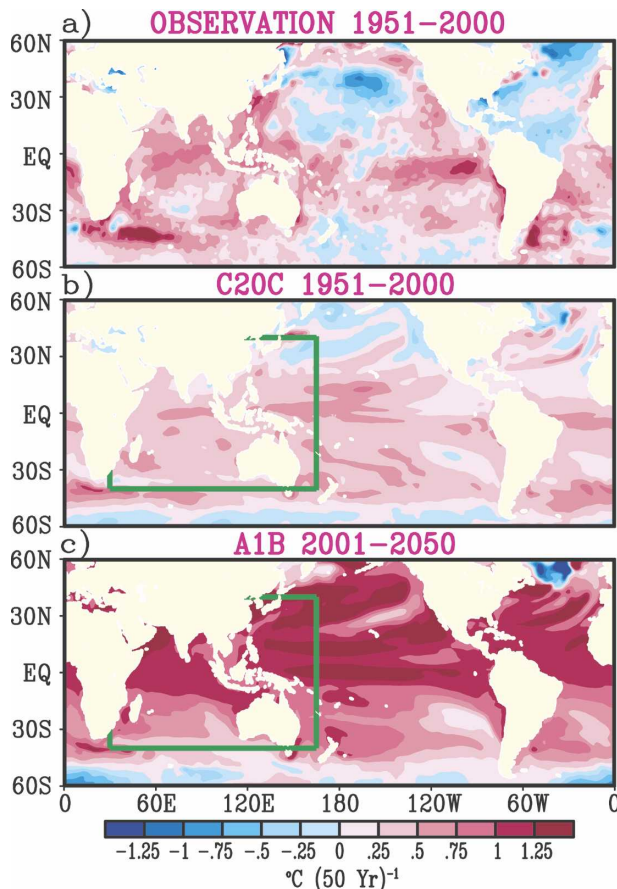 a) OBSERVATION 1951-2000
60N
30N
EQ
30S
60S
b) C20C 1951-2000
60N
30N
EQ
30S
60S
c) A1B 2001-2050
60N
30N
EQ
30S
60S
0 60E 120E 180 120W 60W 0
-1.25 -1 -.75 -.5 -.25 0 .25 .5 .75 1 1.25
°C (50 Yr)⁻¹